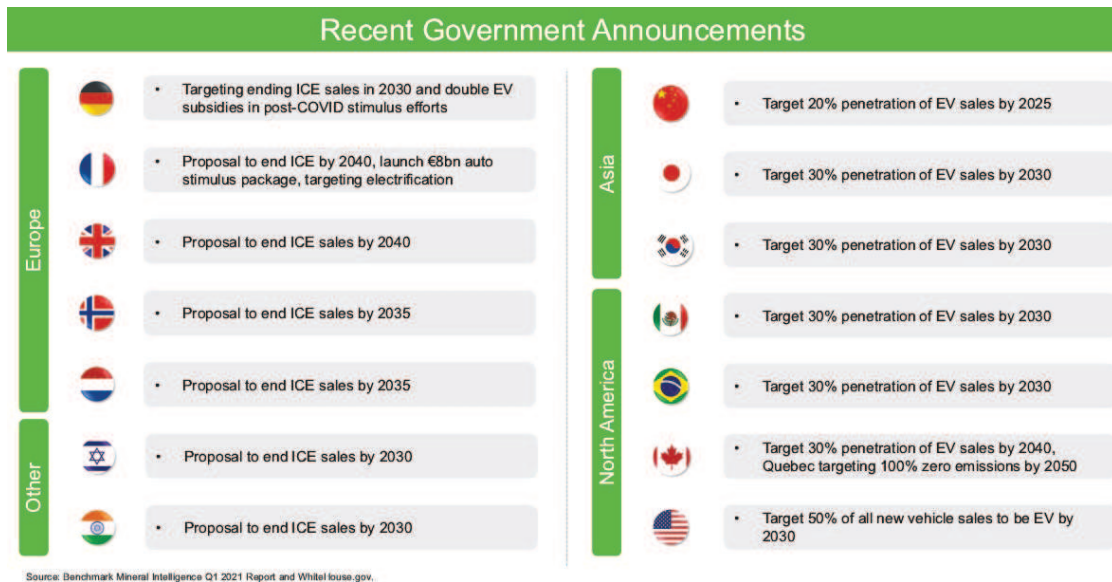 Recent Government Announcements
Europe
• Targeting ending ICE sales in 2030 and double EV
subsidies in post-COVID stimulus efforts
• Proposal to end ICE by 2040, launch €8bn auto
stimulus package, targeting electrification
• Proposal to end ICE sales by 2040
• Proposal to end ICE sales by 2035
• Proposal to end ICE sales by 2035
Other
• Proposal to end ICE sales by 2030
• Proposal to end ICE sales by 2030
Asia
• Target 20% penetration of EV sales by 2025
• Target 30% penetration of EV sales by 2030
• Target 30% penetration of EV sales by 2030
North America
• Target 30% penetration of EV sales by 2030
• Target 30% penetration of EV sales by 2030
• Target 30% penetration of EV sales by 2040,
Quebec targeting 100% zero emissions by 2050
• Target 50% of all new vehicle sales to be EV by
2030
Source: Benchmark Mineral Intelligence Q1 2021 Report and WhiteHouse.gov.